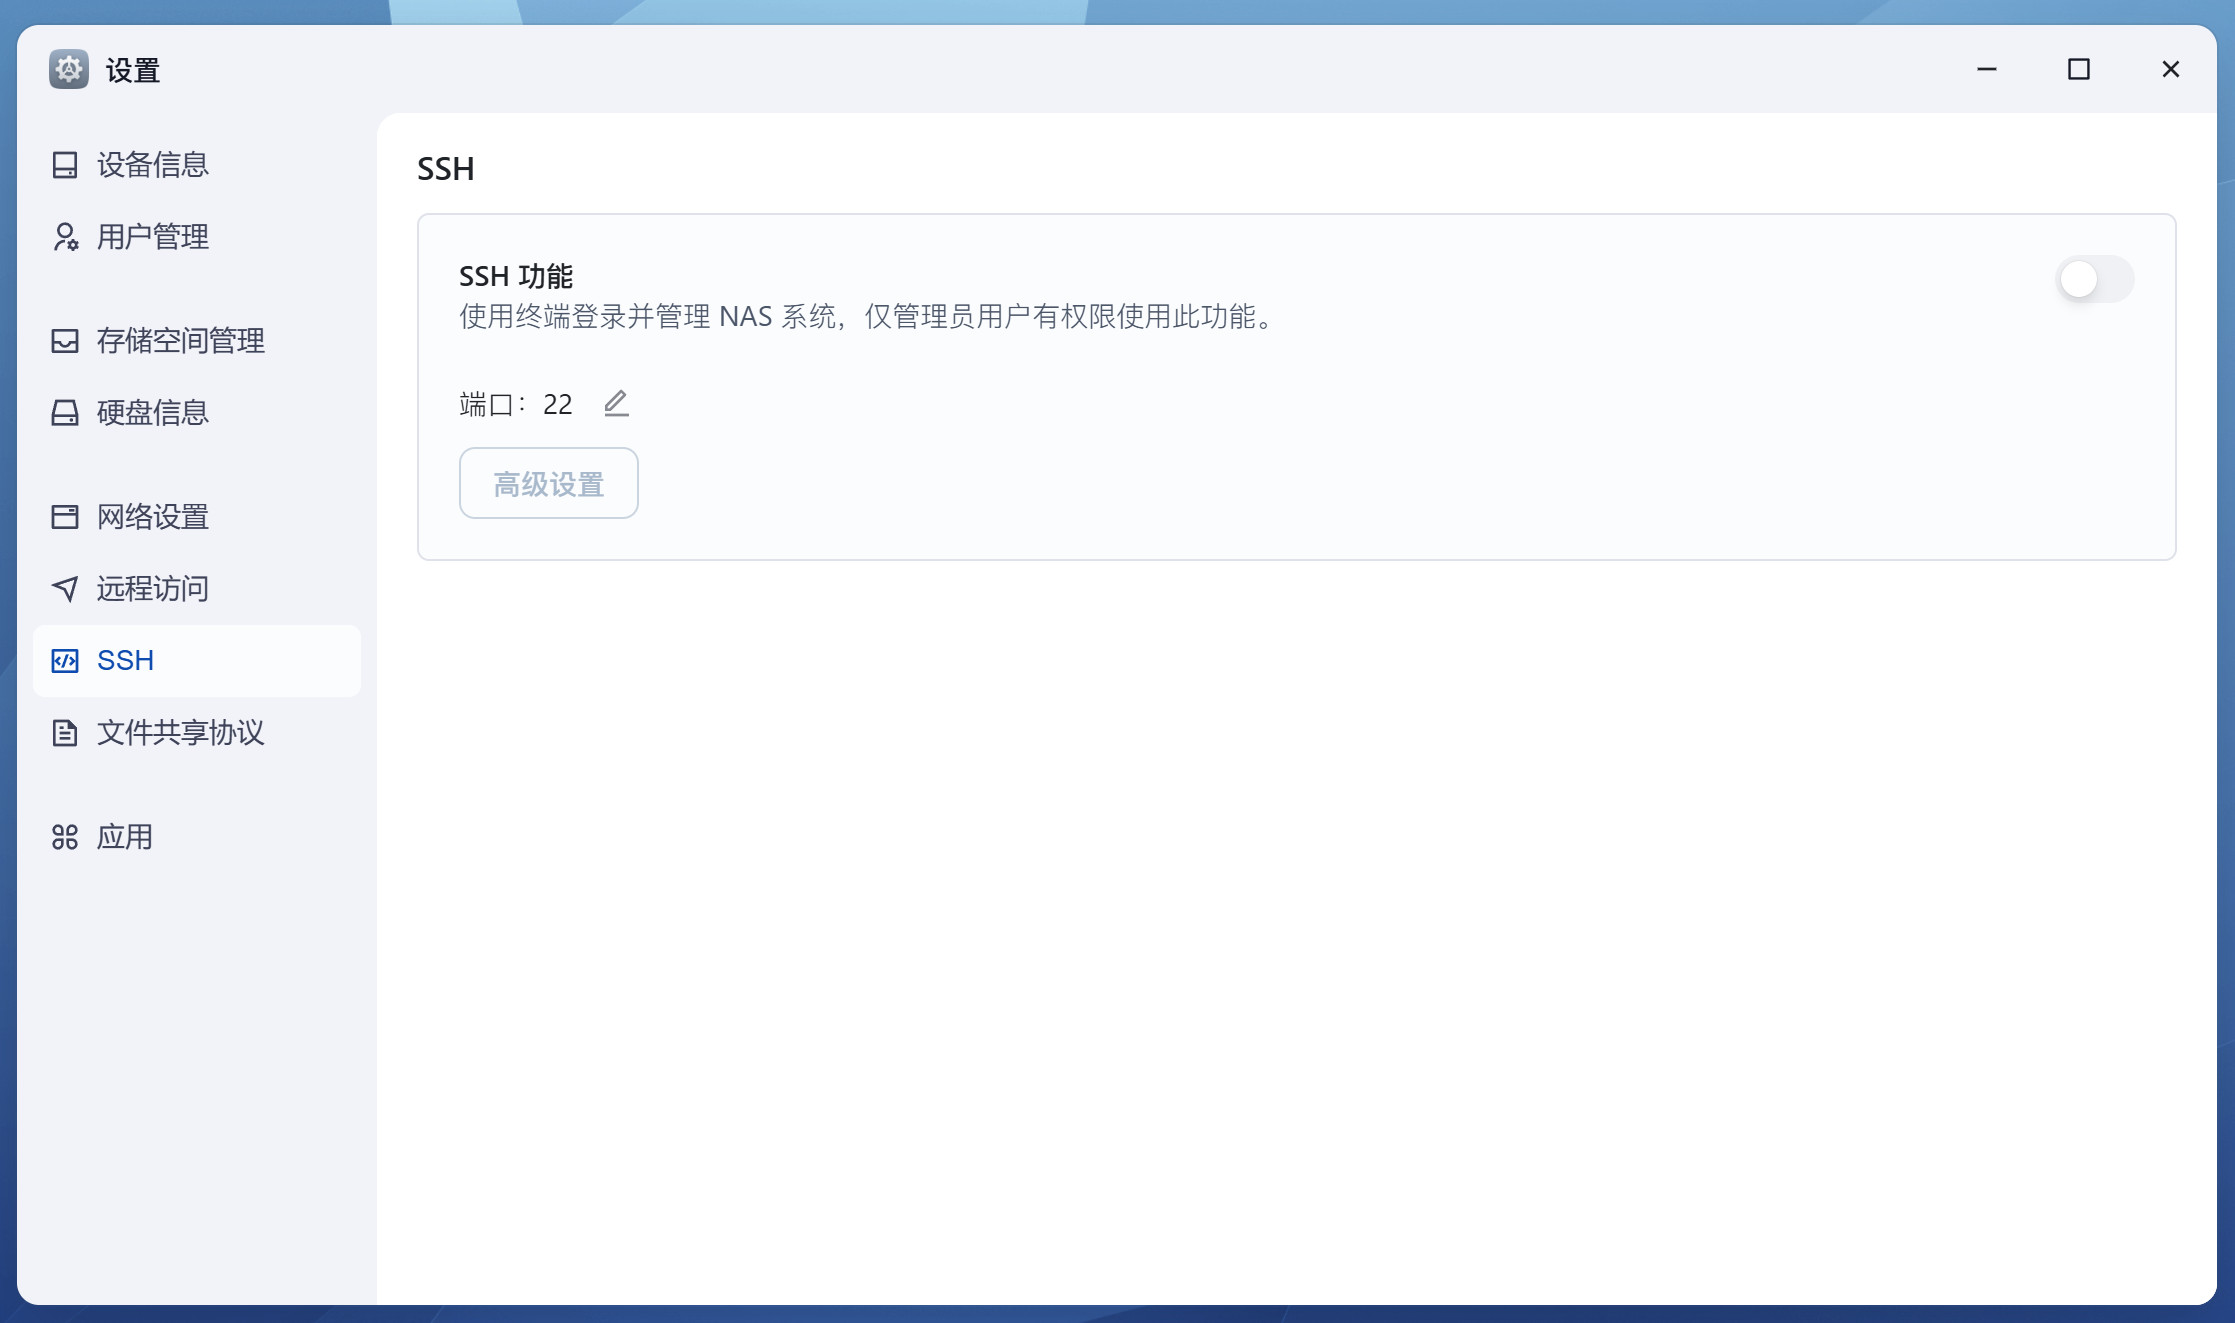 设置
设备信息
用户管理
存储空间管理
硬盘信息
网络设置
远程访问
SSH
文件共享协议
应用
SSH
SSH 功能
使用终端登录并管理 NAS 系统，仅管理员用户有权限使用此功能。
端口：22
高级设置